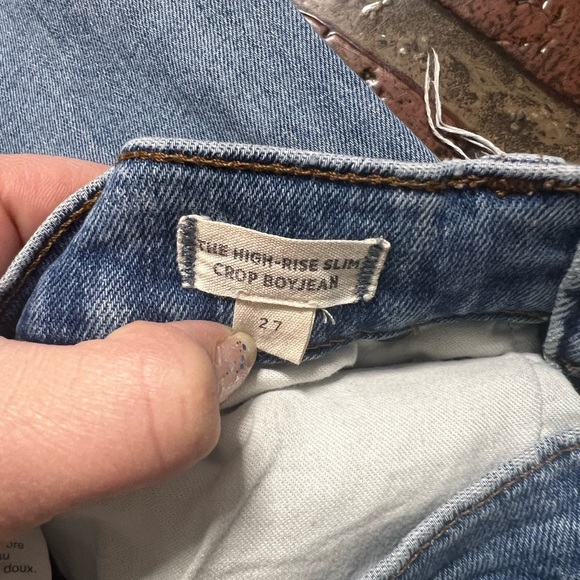 THE HIGH-RISE SLIM
CROP BOYJEAN
27
doux.